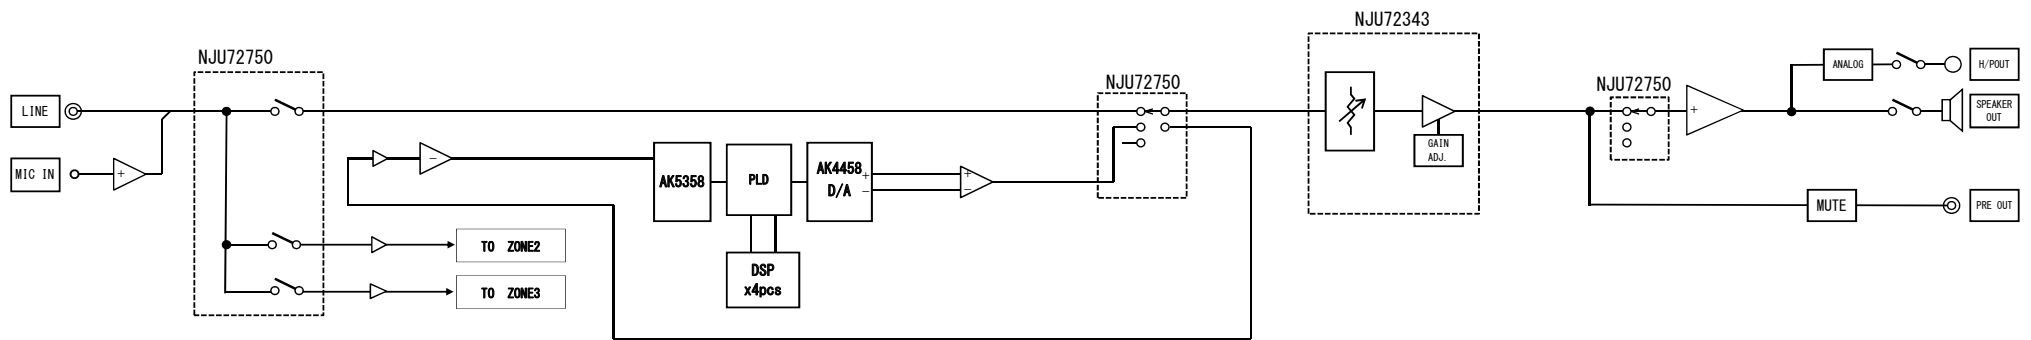 NJU72343
NJU72750
NJU72750
NJU72750
LINE
MIC IN
+
−
AK5358
PLD
AK4458
D/A
+
−
+
−
DSP
x4pcs
TO ZONE2
TO ZONE3
GAIN
ADJ.
+
ANALOG
H/POUT
SPEAKER
OUT
MUTE
PRE OUT